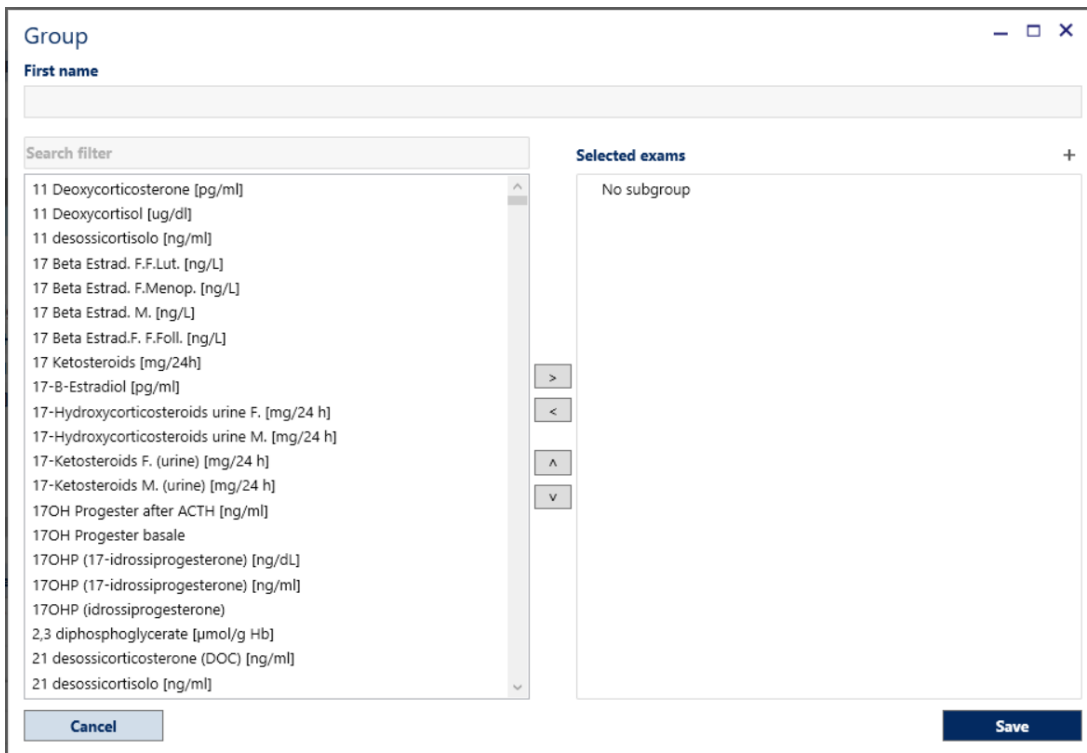 Group
First name
Search filter
Selected exams +
11 Deoxycorticosterone [pg/ml]
11 Deoxycortisol [ug/dl]
11 desossicortisolo [ng/ml]
17 Beta Estrad. F.F.Lut. [ng/L]
17 Beta Estrad. F.Menop. [ng/L]
17 Beta Estrad. M. [ng/L]
17 Beta Estrad.F. F.Foll. [ng/L]
17 Ketosteroids [mg/24h]
17-B-Estradiol [pg/ml]
17-Hydroxycorticosteroids urine F. [mg/24 h]
17-Hydroxycorticosteroids urine M. [mg/24 h]
17-Ketosteroids F. (urine) [mg/24 h]
17-Ketosteroids M. (urine) [mg/24 h]
17OH Progester after ACTH [ng/ml]
17OH Progester basale
17OHP (17-idrossiprogesterone) [ng/dL]
17OHP (17-idrossiprogesterone) [ng/ml]
17OHP (idrossiprogesterone)
2,3 diphosphoglycerate [µmol/g Hb]
21 desossicorticosterone (DOC) [ng/ml]
21 desossicortisolo [ng/ml]
>
<
^
v
No subgroup
Cancel
Save